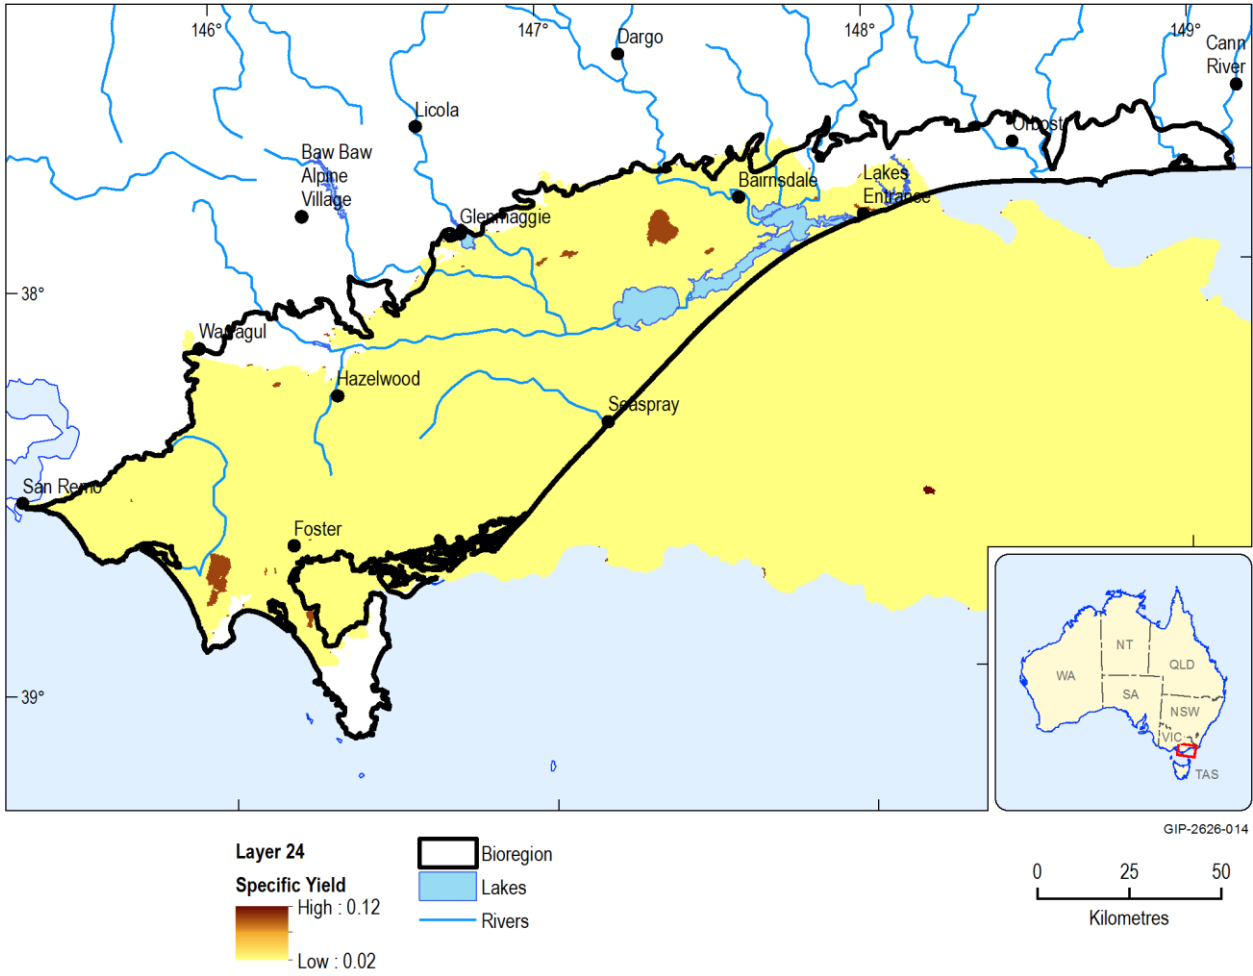 146°
147°
148°
149°
Dargo
Cann
River
Licola
Orbost
Baw Baw
Alpine
Village
Lakes
Entrance
Bairnsdale
Glenmaggie
38°
Warragul
Hazelwood
Seaspray
San Remo
Foster
39°
NT
QLD
WA
SA
NSW
VIC
TAS
GIP-2626-014
Layer 24
Specific Yield
High : 0.12
Low : 0.02
Bioregion
Lakes
Rivers
0 25 50
Kilometres